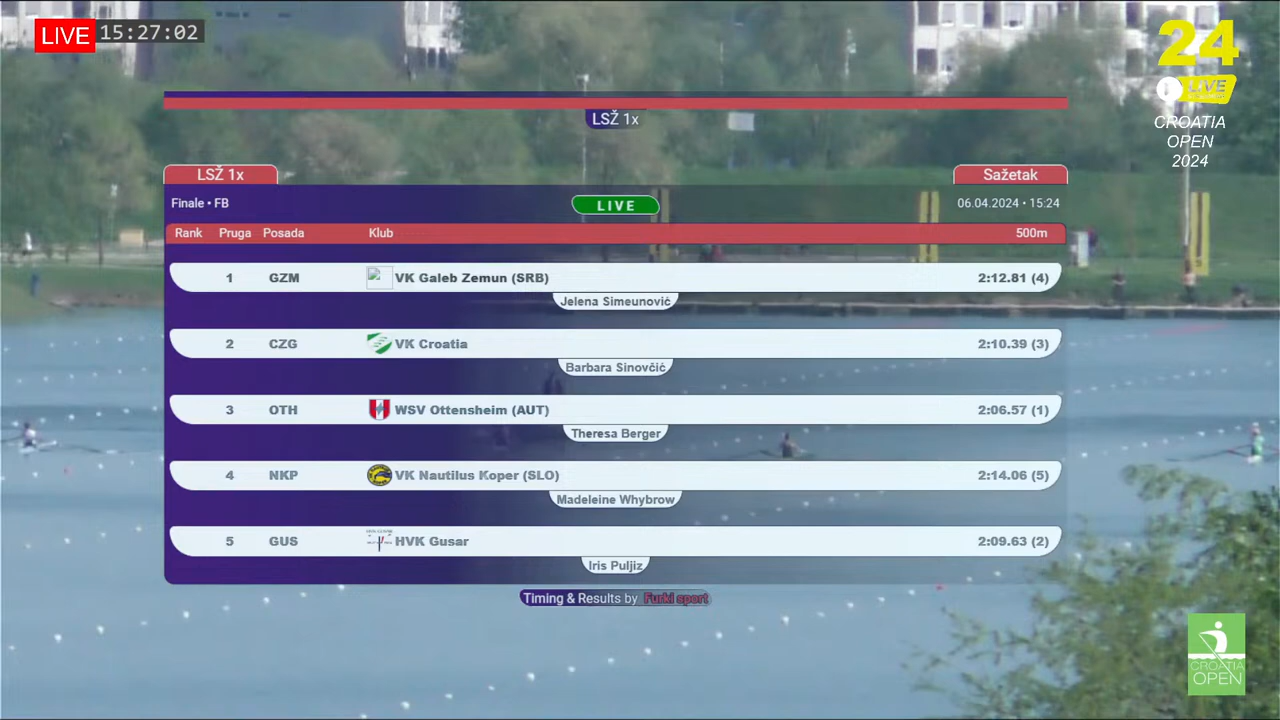 LIVE 15:27:02
24
LIVE
CROATIA
OPEN
2024
LSŽ 1x
LSŽ 1x Sažetak
Finale • FB LIVE 06.04.2024 • 15:24
Rank Pruga Posada Klub 500m
1 GZM VK Galeb Zemun (SRB) 2:12.81 (4)
Jelena Simeunović
2 CZG VK Croatia 2:10.39 (3)
Barbara Sinovčić
3 OTH WSV Ottensheim (AUT) 2:06.57 (1)
Theresa Berger
4 NKP VK Nautilus Koper (SLO) 2:14.06 (5)
Madeleine Whybrow
5 GUS HVK Gusar 2:09.63 (2)
Iris Puljiz
Timing & Results by Furki sport
CROATIA
OPEN